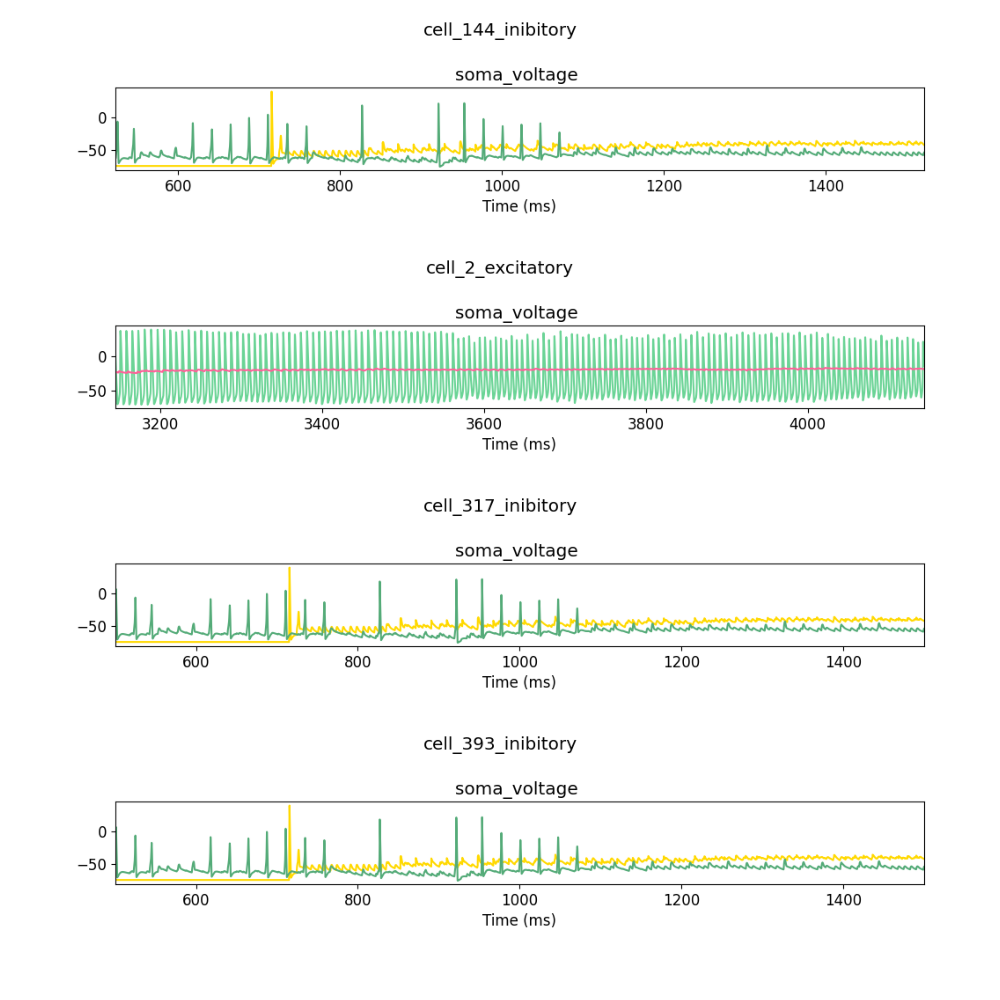 cell_144_inibitory
soma_voltage
0
−50
600 800 1000 1200 1400
Time (ms)
cell_2_excitatory
soma_voltage
0
−50
3200 3400 3600 3800 4000
Time (ms)
cell_317_inibitory
soma_voltage
0
−50
600 800 1000 1200 1400
Time (ms)
cell_393_inibitory
soma_voltage
0
−50
600 800 1000 1200 1400
Time (ms)